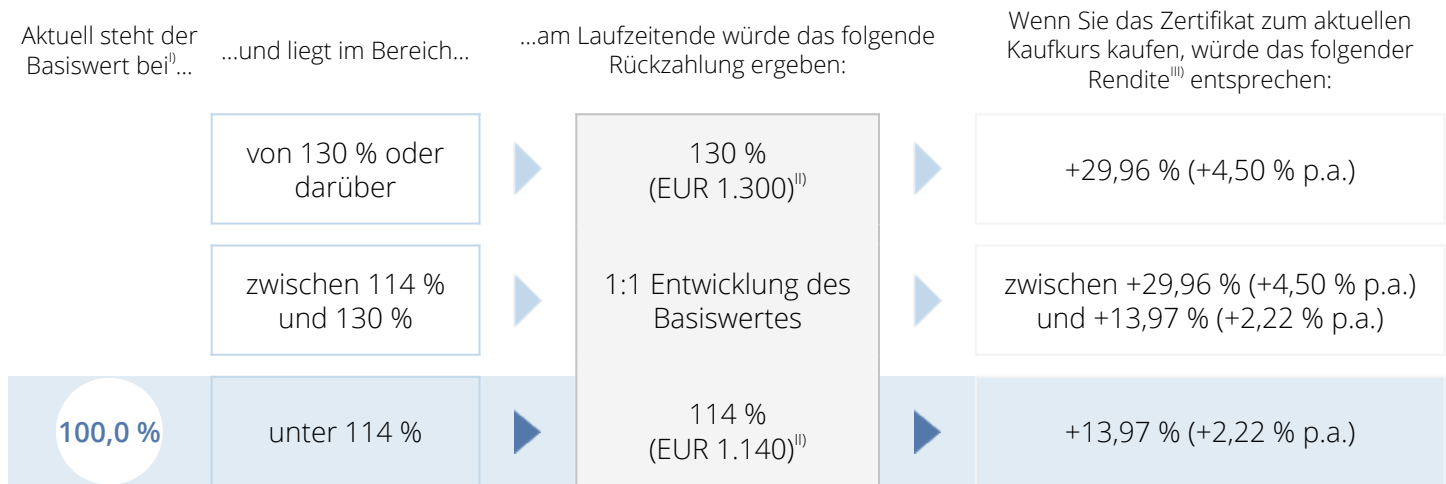 Aktuell steht der
Basiswert bei^I)...
...und liegt im Bereich...
...am Laufzeitende würde das folgende
Rückzahlung ergeben:
Wenn Sie das Zertifikat zum aktuellen
Kaufkurs kaufen, würde das folgender
Rendite^III) entsprechen:
von 130 % oder
darüber
130 %
(EUR 1.300)^II)
+29,96 % (+4,50 % p.a.)
zwischen 114 %
und 130 %
1:1 Entwicklung des
Basiswertes
zwischen +29,96 % (+4,50 % p.a.)
und +13,97 % (+2,22 % p.a.)
100,0 %
unter 114 %
114 %
(EUR 1.140)^II)
+13,97 % (+2,22 % p.a.)